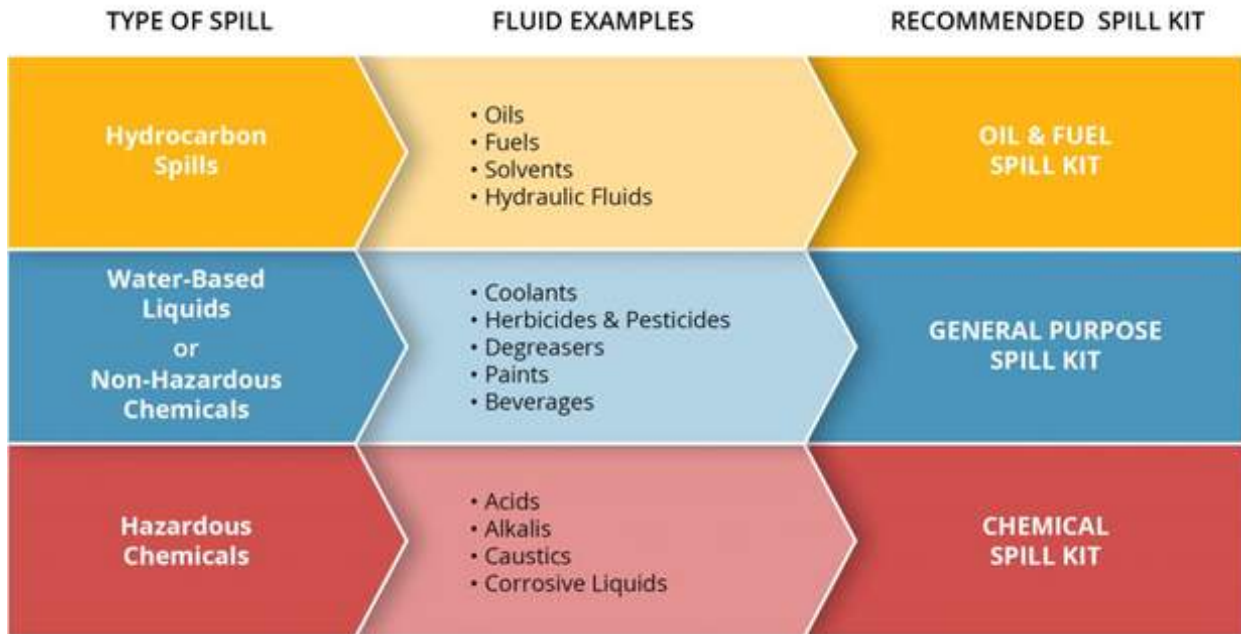 TYPE OF SPILL
FLUID EXAMPLES
RECOMMENDED SPILL KIT
Hydrocarbon
Spills
• Oils
• Fuels
• Solvents
• Hydraulic Fluids
OIL & FUEL
SPILL KIT
Water-Based
Liquids
or
Non-Hazardous
Chemicals
• Coolants
• Herbicides & Pesticides
• Degreasers
• Paints
• Beverages
GENERAL PURPOSE
SPILL KIT
Hazardous
Chemicals
• Acids
• Alkalis
• Caustics
• Corrosive Liquids
CHEMICAL
SPILL KIT